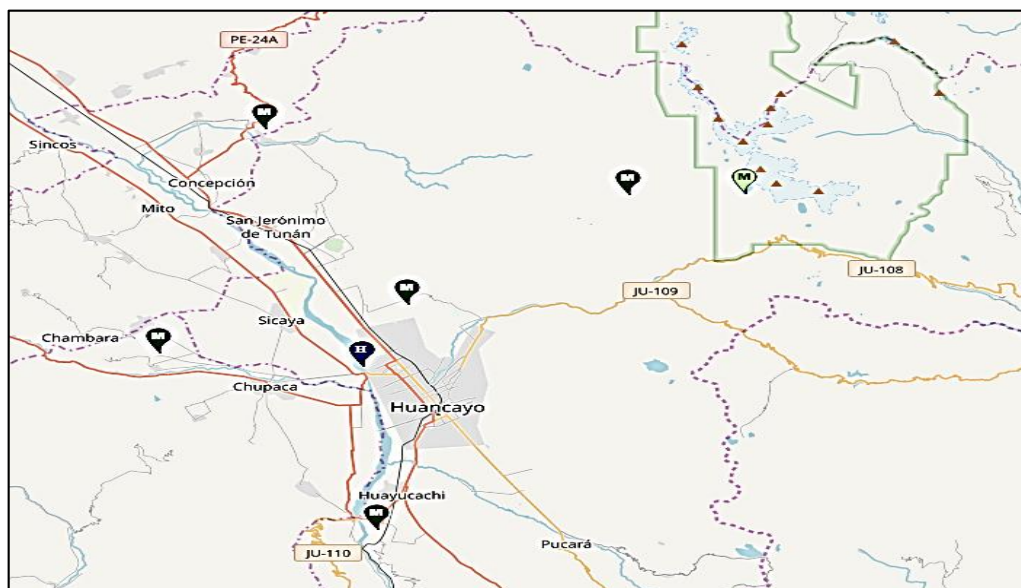 PE-24A
M
Sincos
Concepción
M
M
Mito
San Jerónimo
de Tunán
JU-108
JU-109
M
Sicaya
Chambara
M
H
Chupaca
Huancayo
Huayucachi
M
Pucará
JU-110